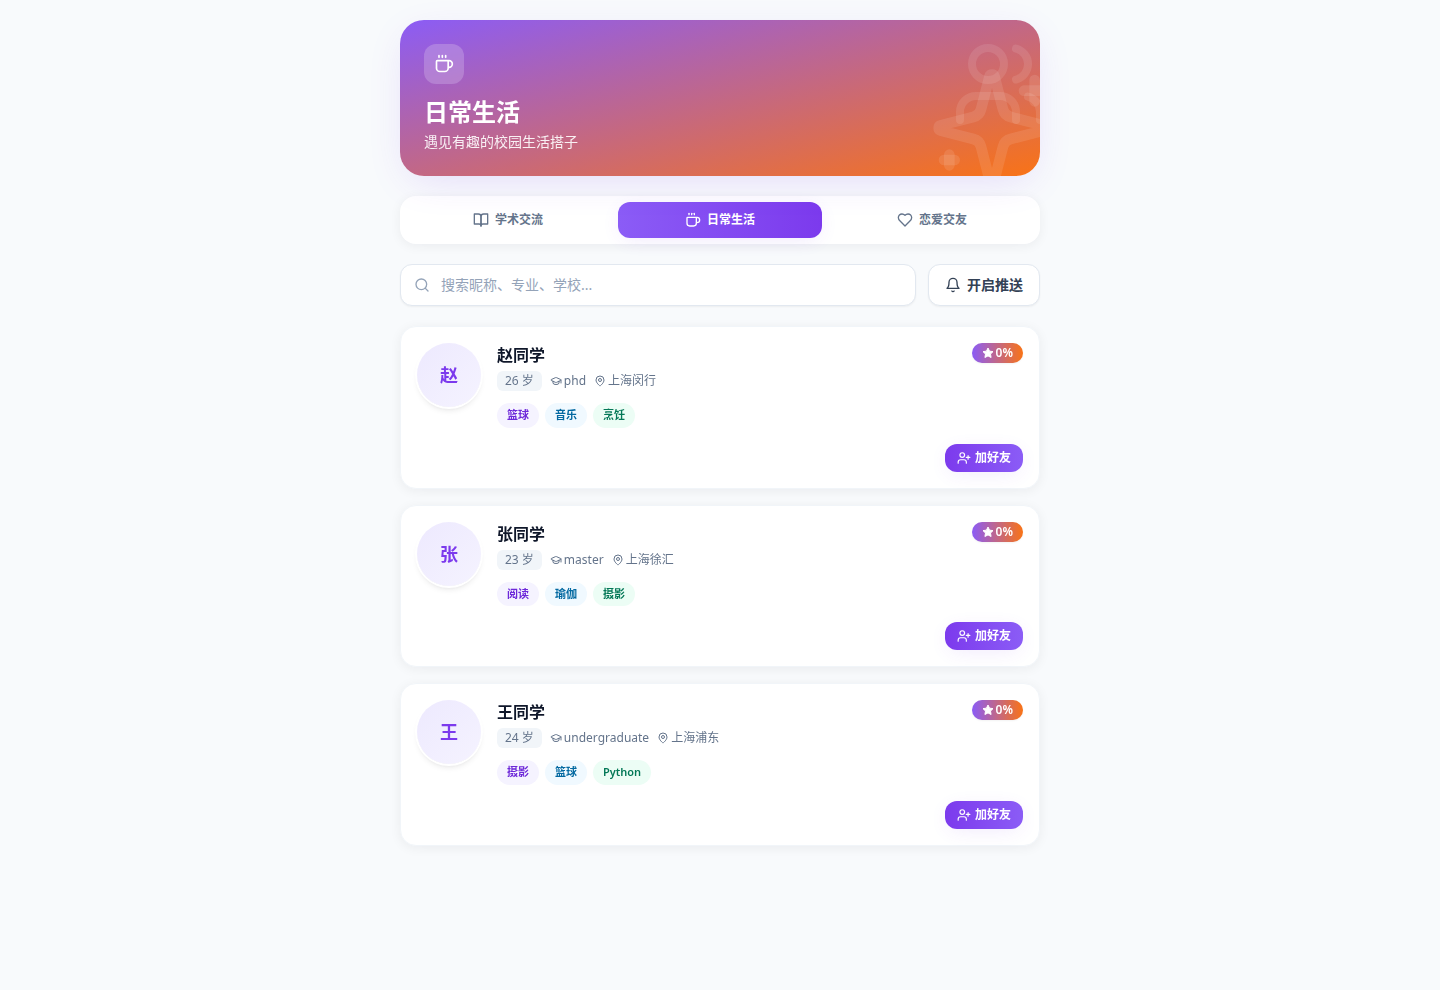 日常生活
遇见有趣的校园生活搭子
学术交流 日常生活 恋爱交友
搜索昵称、专业、学校... 开启推送
赵 赵同学 0%
26 岁 phd 上海闵行
篮球 音乐 烹饪
加好友
张 张同学 0%
23 岁 master 上海徐汇
阅读 瑜伽 摄影
加好友
王 王同学 0%
24 岁 undergraduate 上海浦东
摄影 篮球 Python
加好友